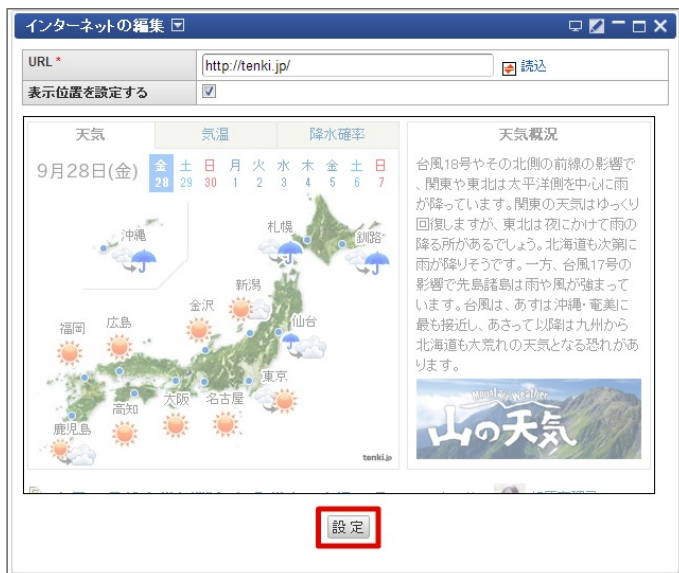 インターネットの編集
URL *
http://tenki.jp/
読込
表示位置を設定する
天気
気温
降水確率
9月28日(金)
金 土 日 月 火 水 木 金 土 日
28 29 30 1 2 3 4 5 6 7
沖縄
札幌
釧路
新潟
金沢
仙台
福岡
広島
東京
大阪
名古屋
高知
鹿児島
tenki.jp
天気概況
台風18号やその北側の前線の影響で
、関東や東北は太平洋側を中心に雨
が降っています。関東の天気はゆっくり
回復しますが、東北は夜にかけて雨の
降る所があるでしょう。北海道も次第に
雨が降りそうです。一方、台風17号の
影響で先島諸島は雨や風が強まって
います。台風は、あすは沖縄・奄美に
最も接近し、あさって以降は九州から
北海道も大荒れの天気となる恐れがあ
ります。
Mountain Weather
山の天気
設定